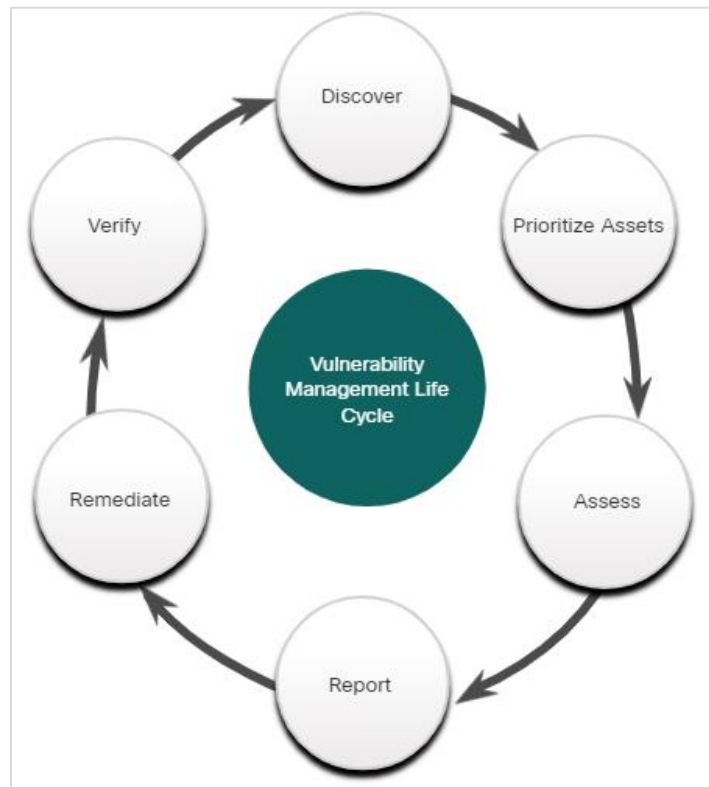 Discover
Prioritize Assets
Assess
Report
Remediate
Verify
Vulnerability
Management Life
Cycle